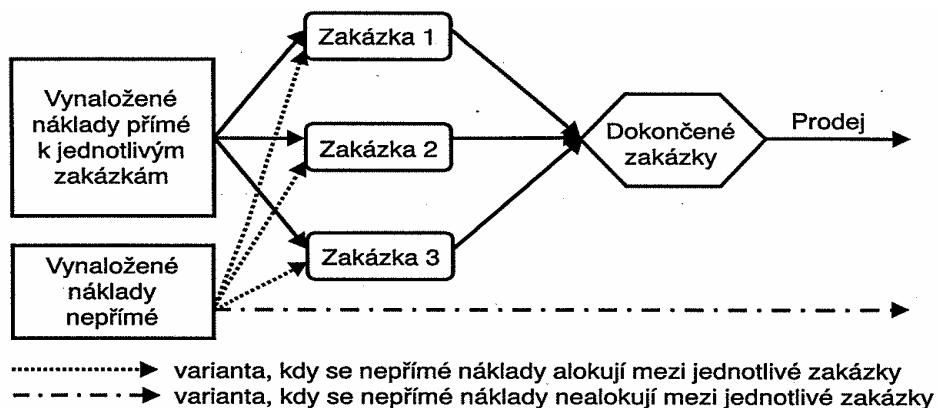 Vynaložené
náklady přímé
k jednotlivým
zakázkám
Zakázka 1
Zakázka 2
Zakázka 3
Dokončené
zakázky
Prodej
Vynaložené
náklady
nepřímé
varianta, kdy se nepřímé náklady alokují mezi jednotlivé zakázky
varianta, kdy se nepřímé náklady nealokují mezi jednotlivé zakázky